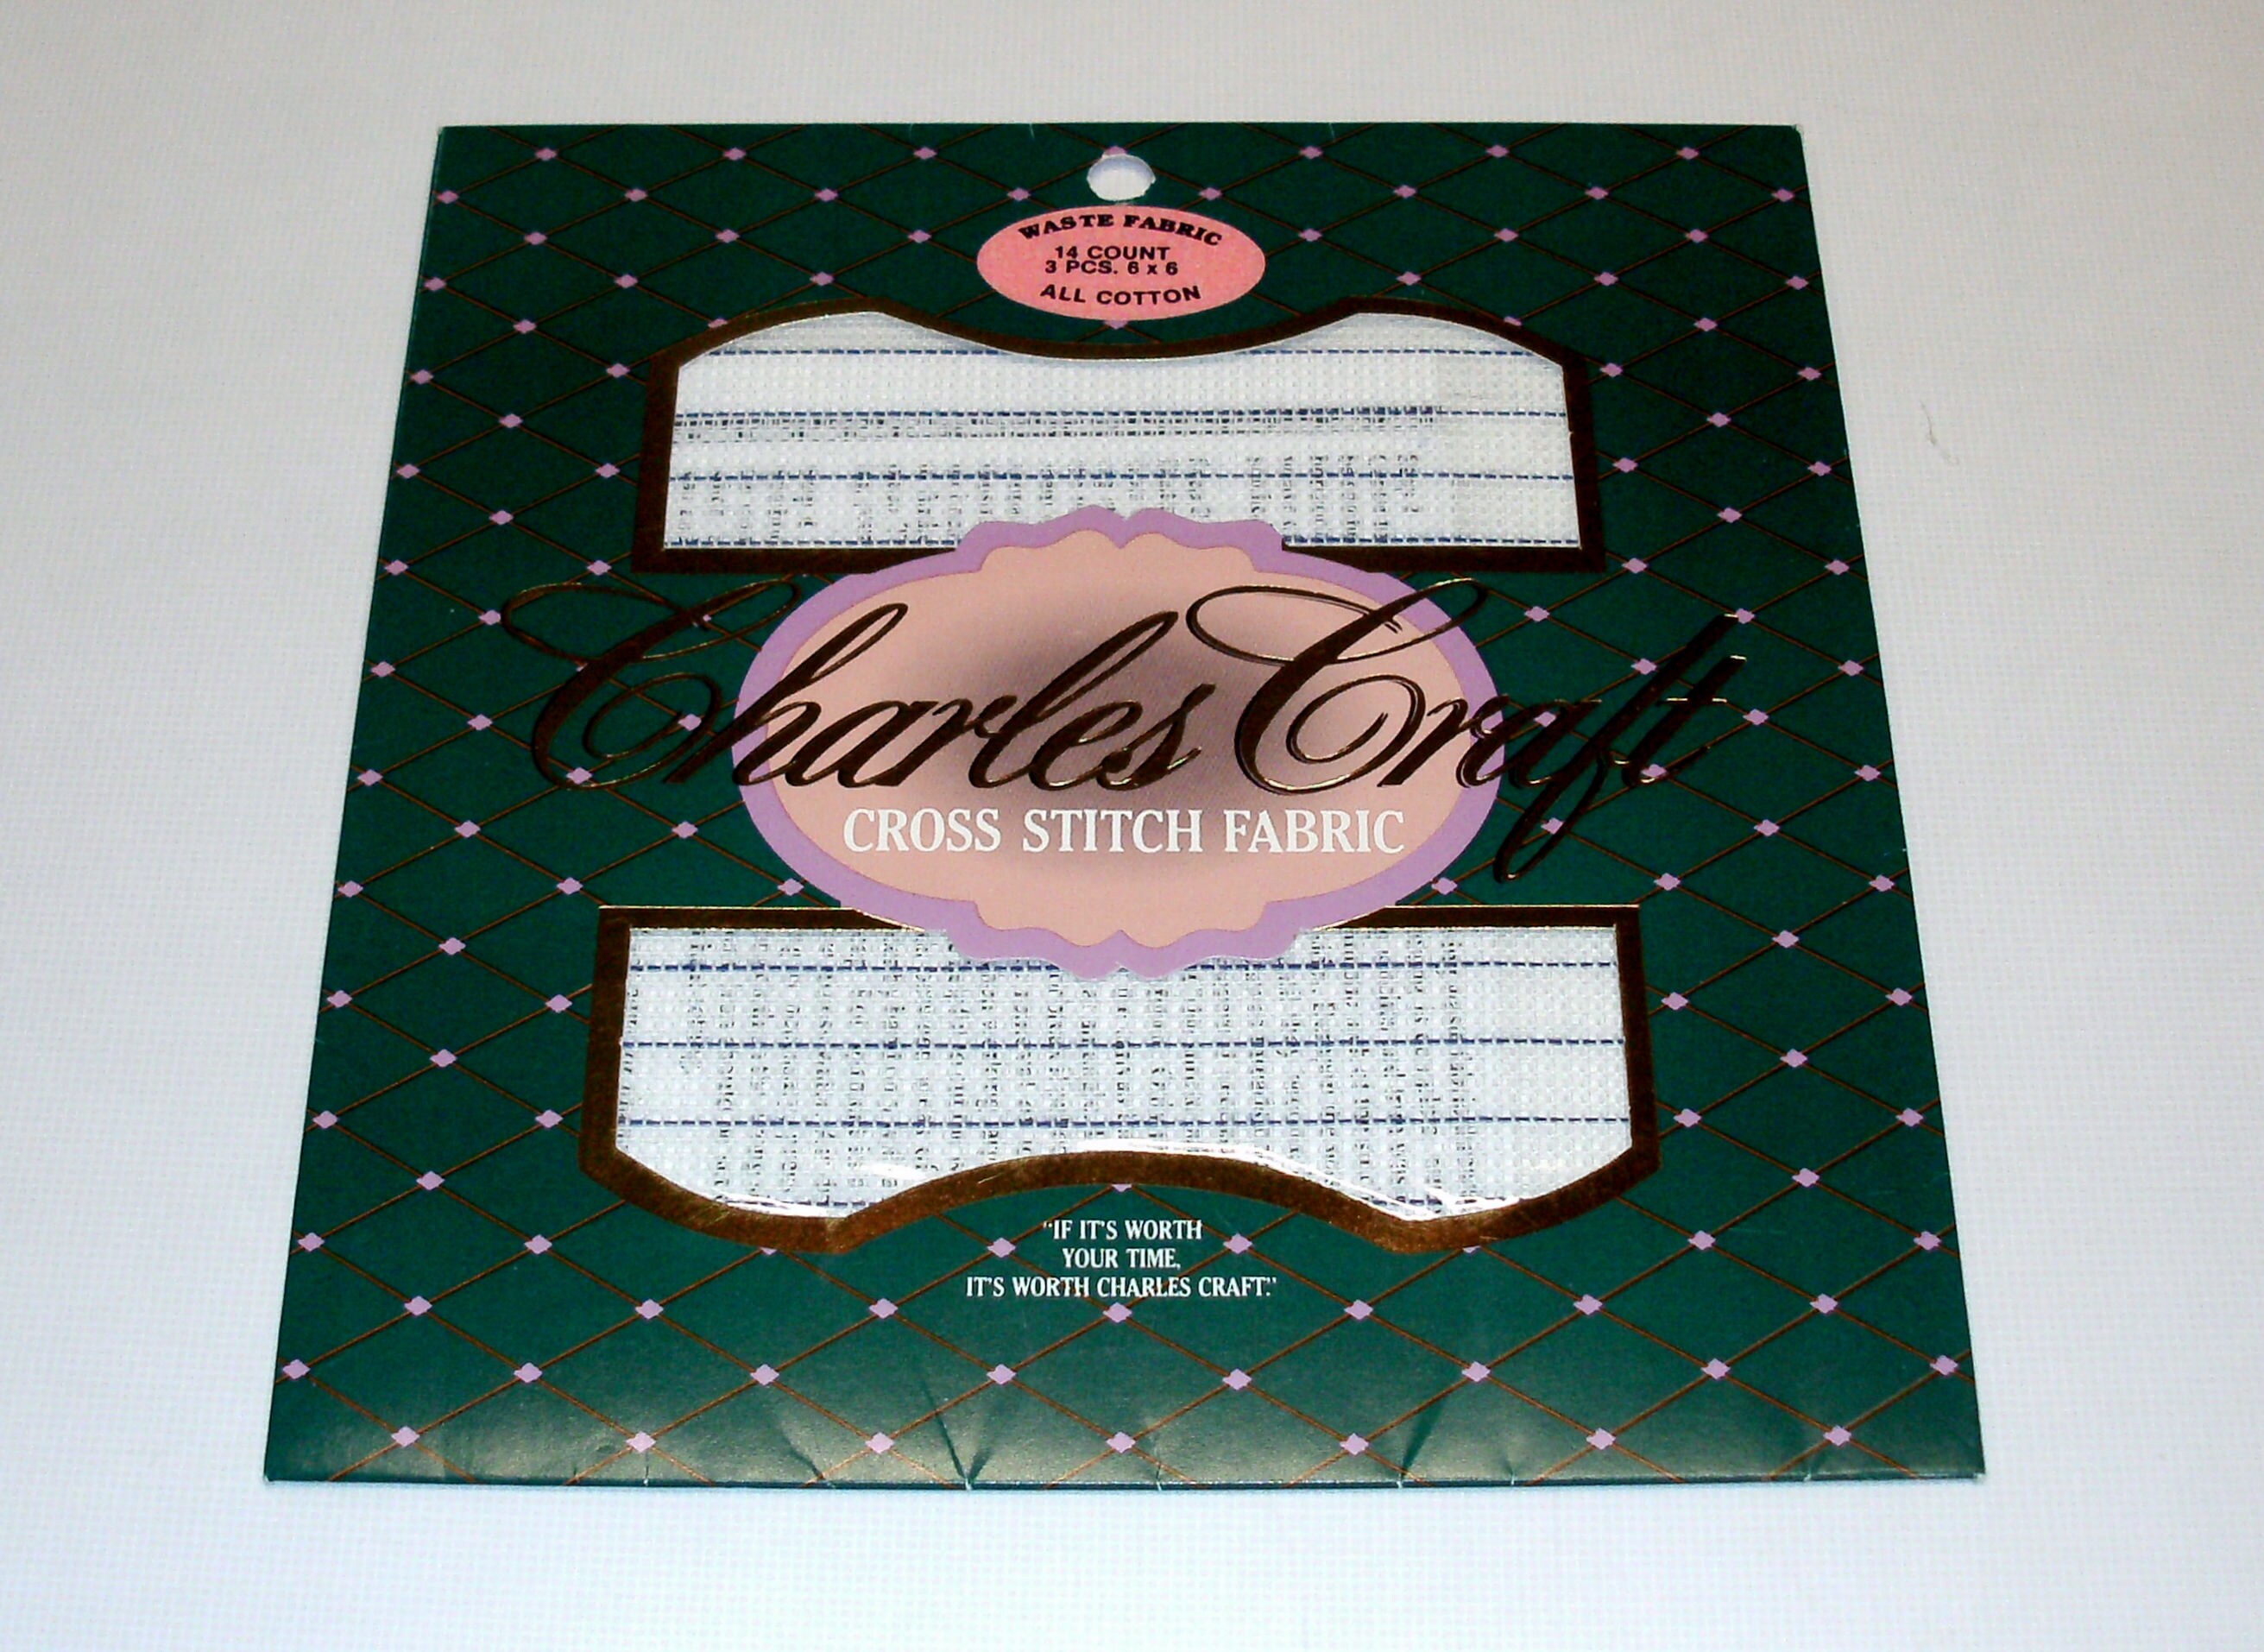 WASTE FABRIC
14 COUNT
3 PCS. 6 x 6
ALL COTTON
Charles Craft
CROSS STITCH FABRIC
"IF IT'S WORTH
YOUR TIME,
IT'S WORTH CHARLES CRAFT."